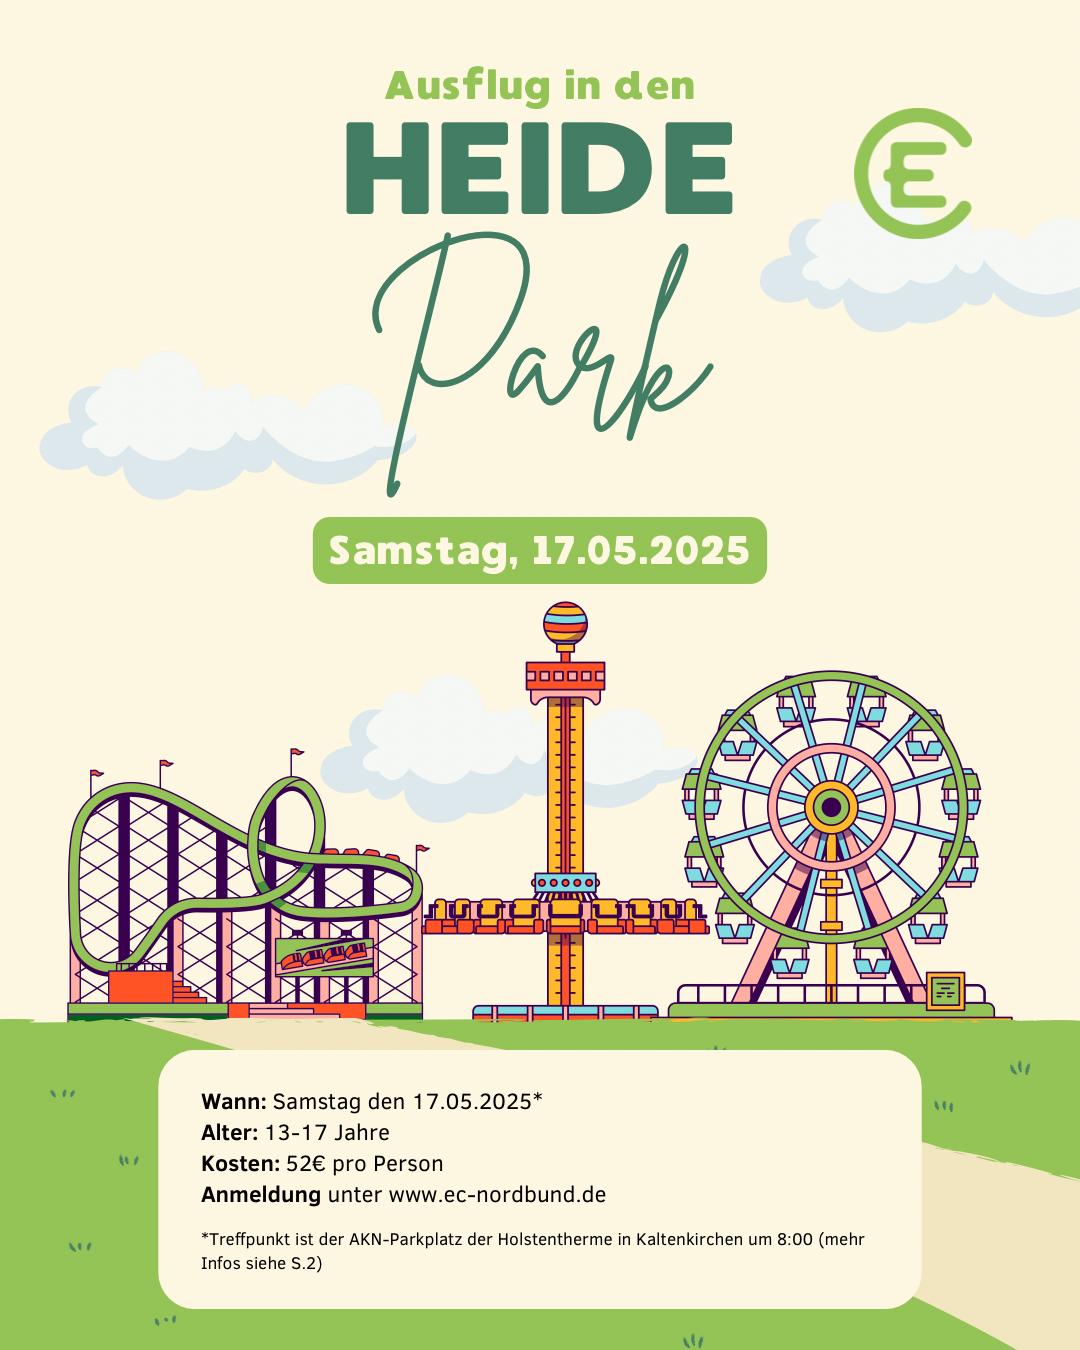 Ausflug in den
HEIDE
Park
Samstag, 17.05.2025
Wann: Samstag den 17.05.2025*
Alter: 13-17 Jahre
Kosten: 52€ pro Person
Anmeldung unter www.ec-nordbund.de
*Treffpunkt ist der AKN-Parkplatz der Holstentherme in Kaltenkirchen um 8:00 (mehr
Infos siehe S.2)